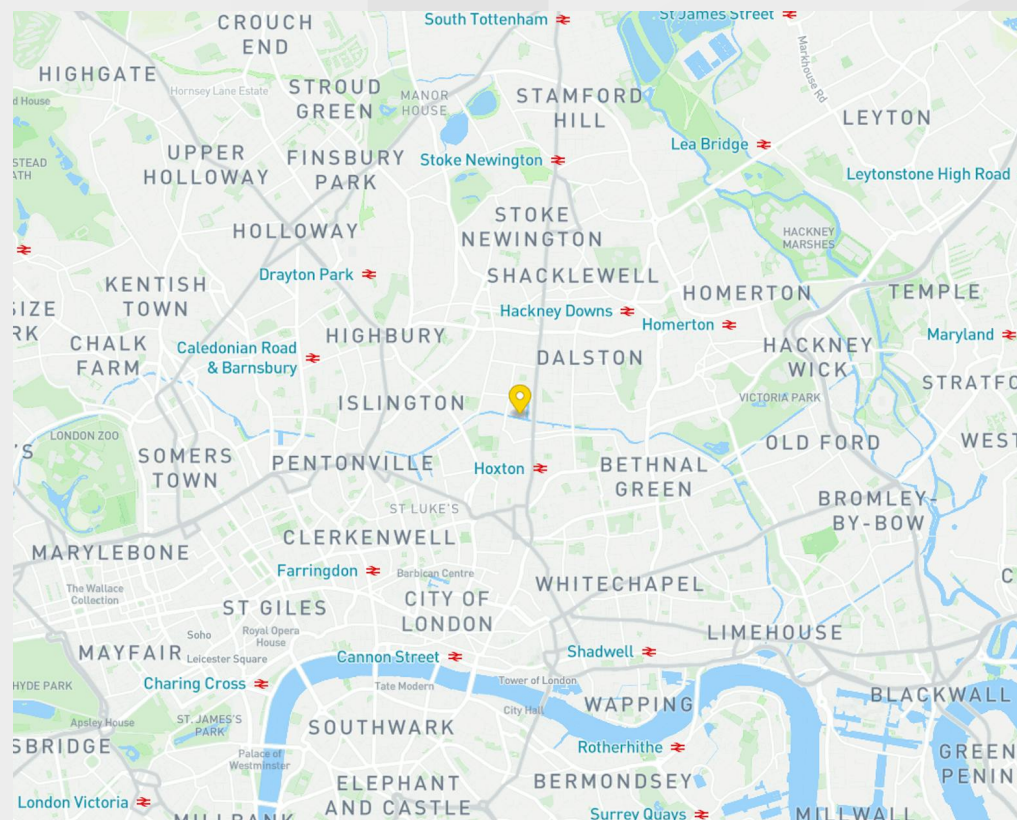 CROUCH
END
South Tottenham
St James Street
HIGHGATE
Hornsey Lane Estate
STROUD
GREEN
MANOR
HOUSE
STAMFORD
HILL
Markhouse Rd
LEYTON
d House
UPPER
HOLLOWAY
FINSBURY
PARK
Stoke Newington
Lea Bridge
STEAD
ATH
Leytonstone High Road
HOLLOWAY
STOKE
NEWINGTON
HACKNEY
MARSHES
Drayton Park
SHACKLEWELL
KENTISH
TOWN
HOMERTON
TEMPLE
SIZE
RK
Hackney Downs
Homerton
HIGHBURY
Maryland
CHALK
FARM
Caledonian Road
& Barnsbury
DALSTON
HACKNEY
WICK
STRATFO
ISLINGTON
VICTORIA PARK
LONDON ZOO
'S
SOMERS
TOWN
PENTONVILLE
Hoxton
BETHNAL
GREEN
OLD FORD
WEST
ST LUKE'S
BROMLEY-
BY-BOW
CLERKENWELL
MARYLEBONE
Farringdon
Barbican Centre
WHITECHAPEL
C
The Wallace
Collection
ST GILES
CITY OF
LONDON
Soho
Royal Opera
House
LIMEHOUSE
MAYFAIR
Leicester Square
Cannon Street
Shadwell
HYDE PARK
Charing Cross
Tate Modern
Tower of London
WAPPING
BLACKWALL
Apsley House
ST. JAMES'S
PARK
SOUTHWARK
City Hall
SBRIDGE
Palace of
Westminster
Rotherhithe
GREEN
PENIN
ELEPHANT
AND CASTLE
BERMONDSEY
London Victoria
MILLBANK
Surrey Quays
MILLWALL